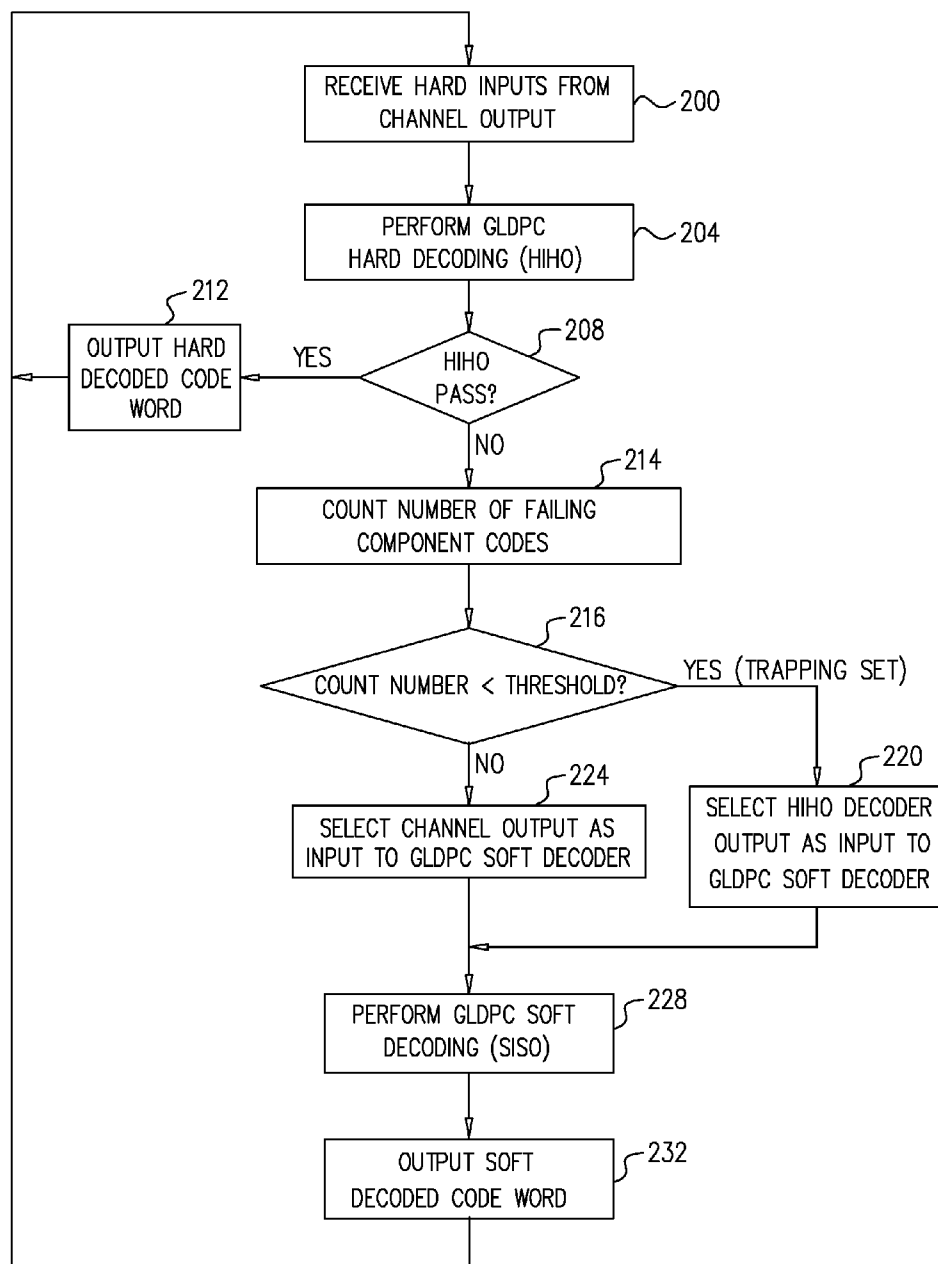 RECEIVE HARD INPUTS FROM
CHANNEL OUTPUT
200
PERFORM GLDPC
HARD DECODING (HIHO)
204
212
OUTPUT HARD
DECODED CODE
WORD
YES
208
HIHO
PASS?
NO
214
COUNT NUMBER OF FAILING
COMPONENT CODES
216
COUNT NUMBER < THRESHOLD?
YES (TRAPPING SET)
NO
224
SELECT CHANNEL OUTPUT AS
INPUT TO GLDPC SOFT DECODER
220
SELECT HIHO DECODER
OUTPUT AS INPUT TO
GLDPC SOFT DECODER
PERFORM GLDPC SOFT
DECODING (SISO)
228
OUTPUT SOFT
DECODED CODE WORD
232